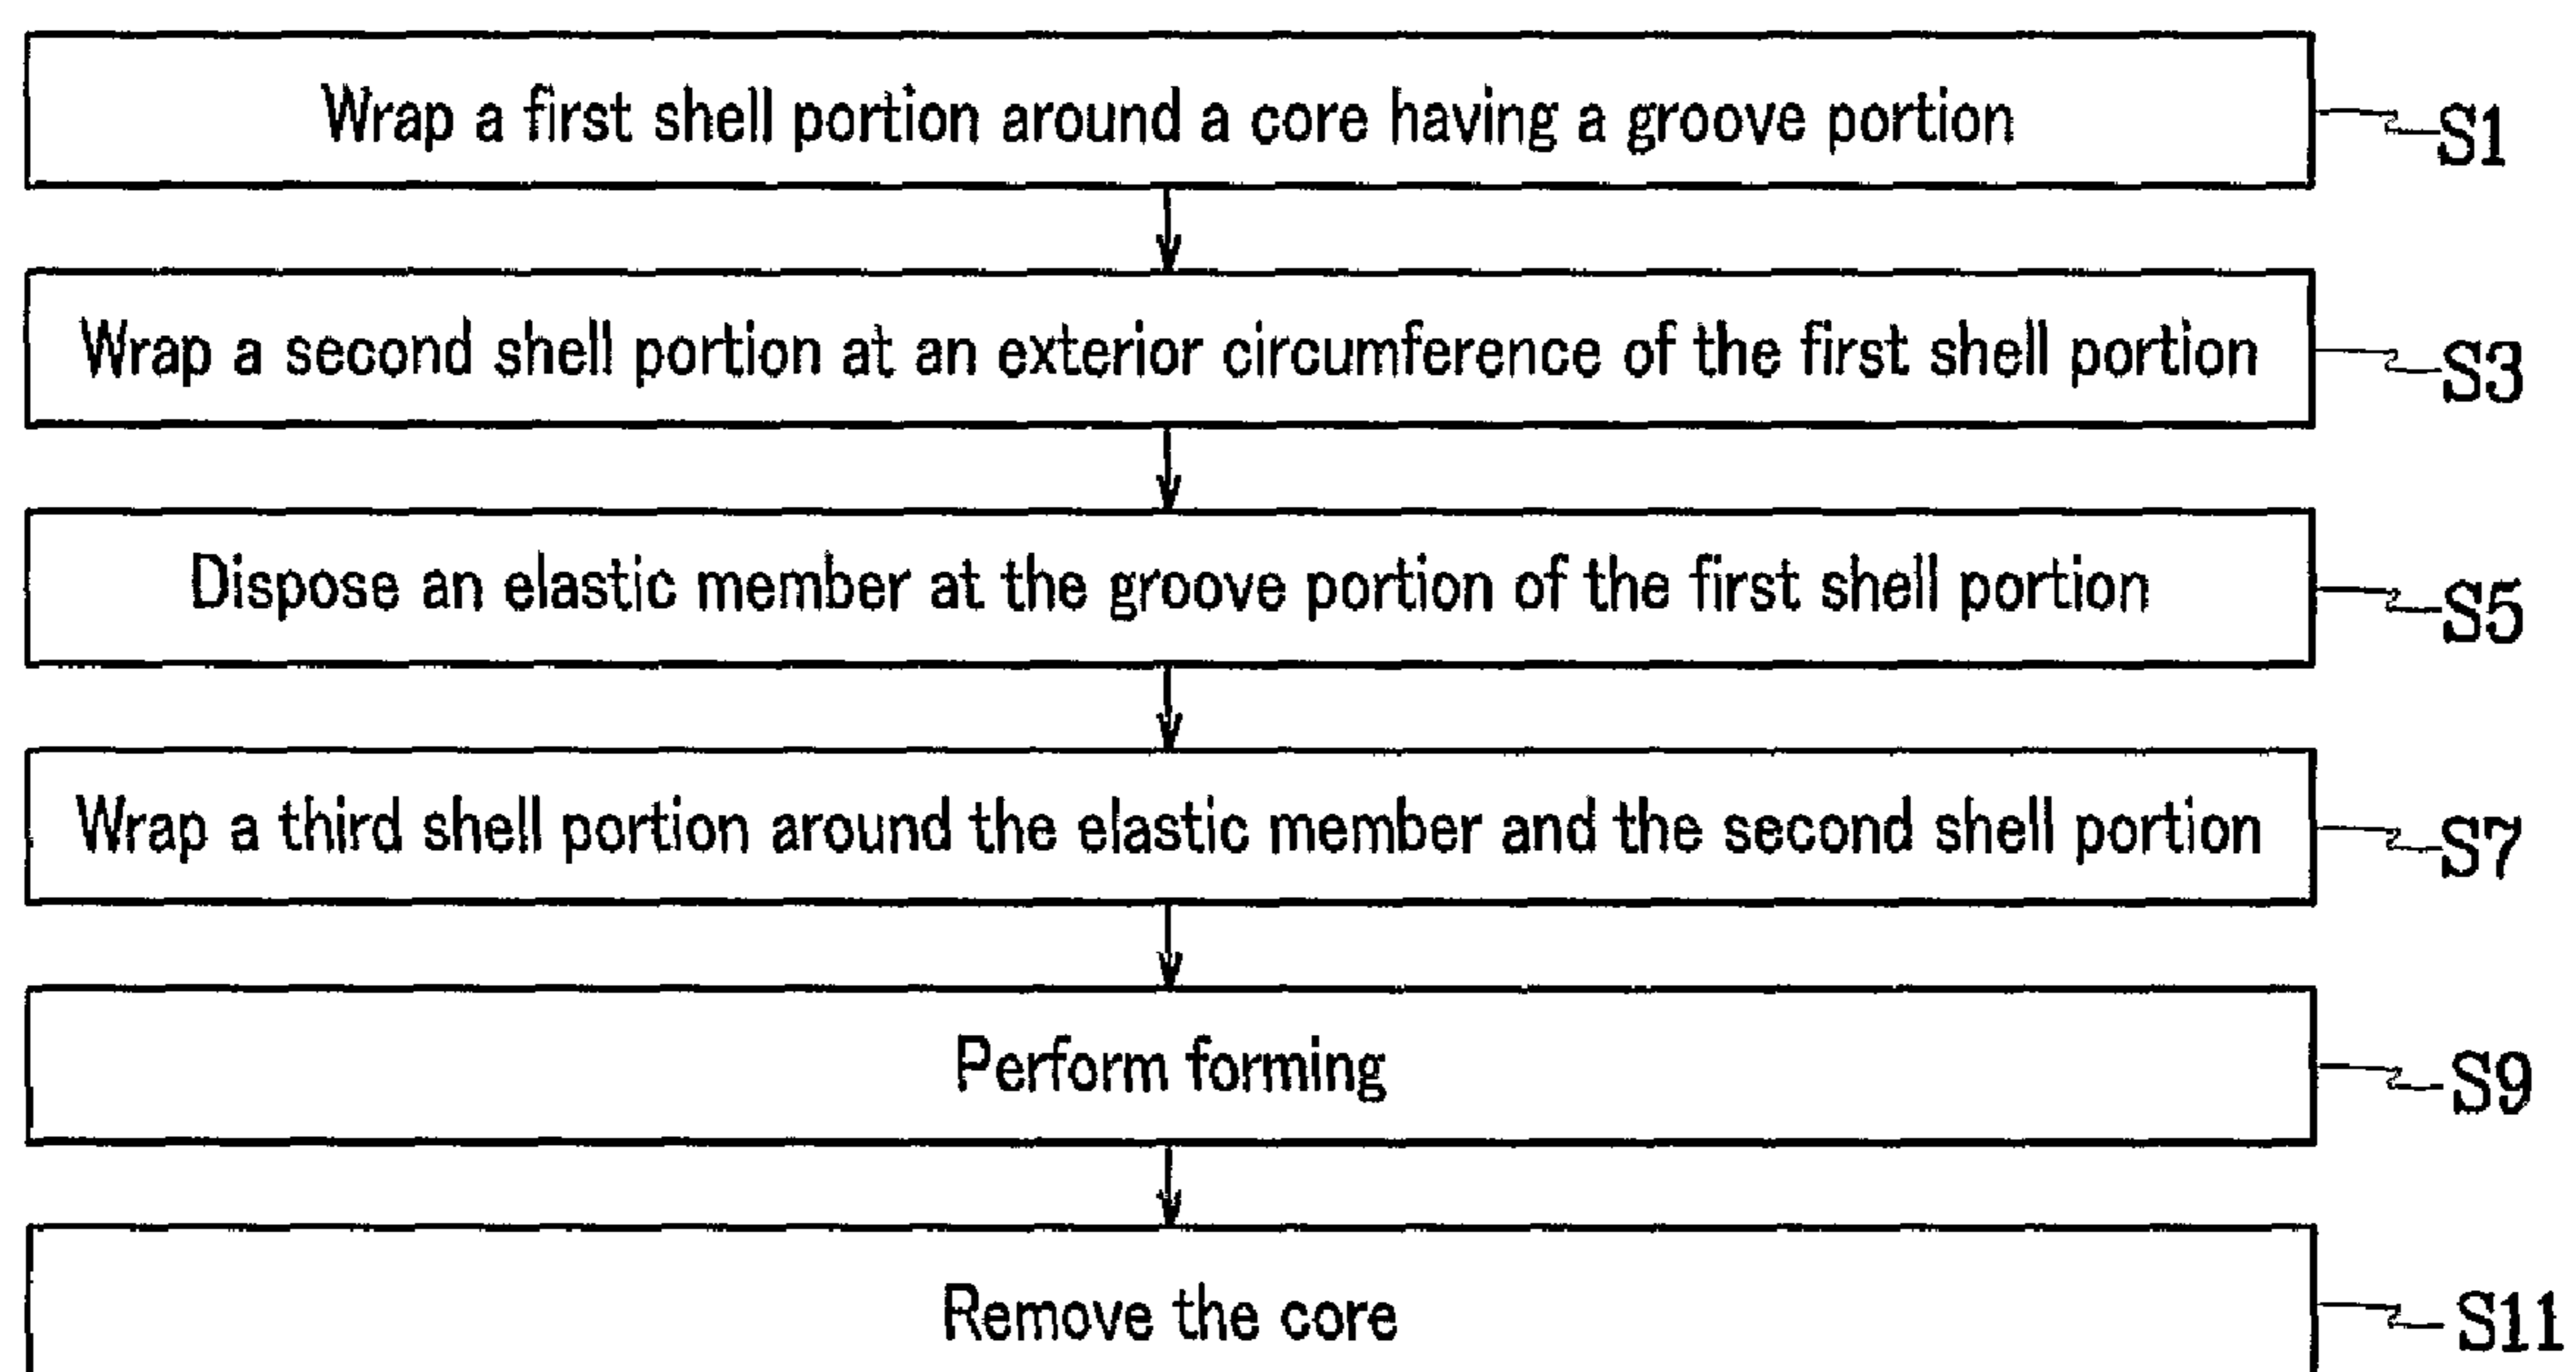 Wrap a first shell portion around a core having a groove portion
S1
Wrap a second shell portion at an exterior circumference of the first shell portion
S3
Dispose an elastic member at the groove portion of the first shell portion
S5
Wrap a third shell portion around the elastic member and the second shell portion
S7
Perform forming
S9
Remove the core
S11